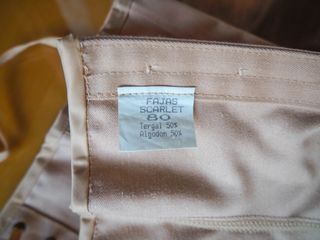 FAJAS
SCARLET
80
Tergal 50%
Algodon 50%